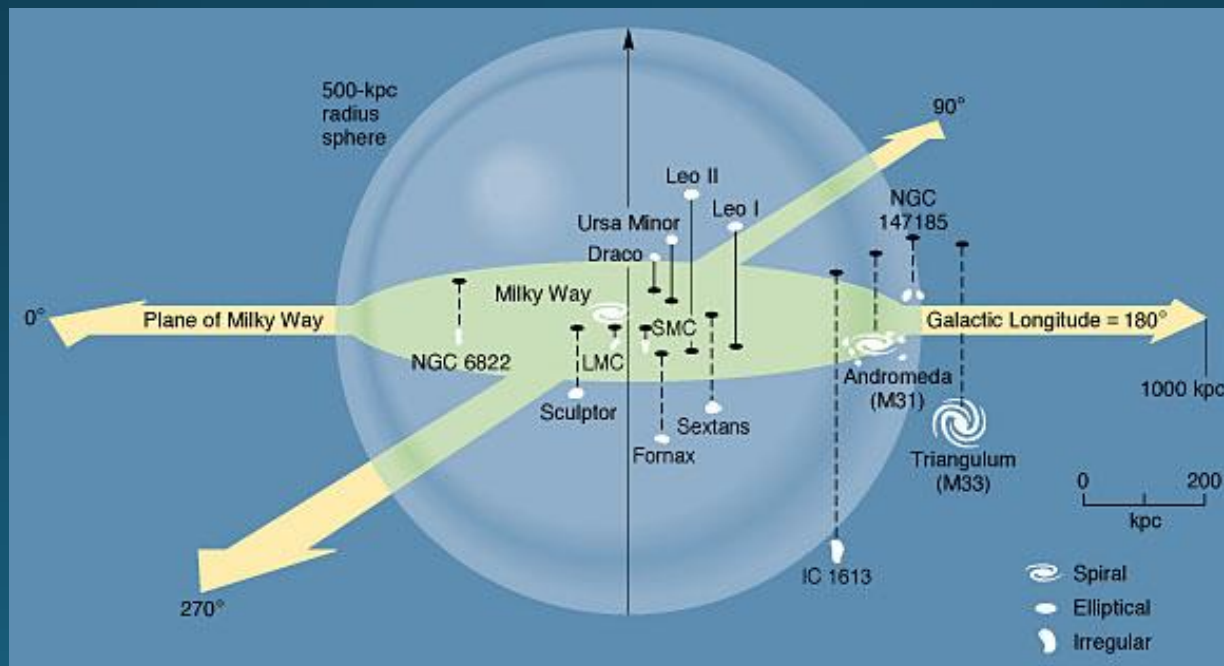 500-kpc
radius
sphere
90°
Leo II
NGC
147185
Ursa Minor
Leo I
Draco
Milky Way
0°
Plane of Milky Way
SMC
Galactic Longitude = 180°
NGC 6822
LMC
Andromeda
(M31)
1000 kpc
Sculptor
Sextans
Fornax
Triangulum
(M33)
0 200
kpc
IC 1613
270°
Spiral
Elliptical
Irregular